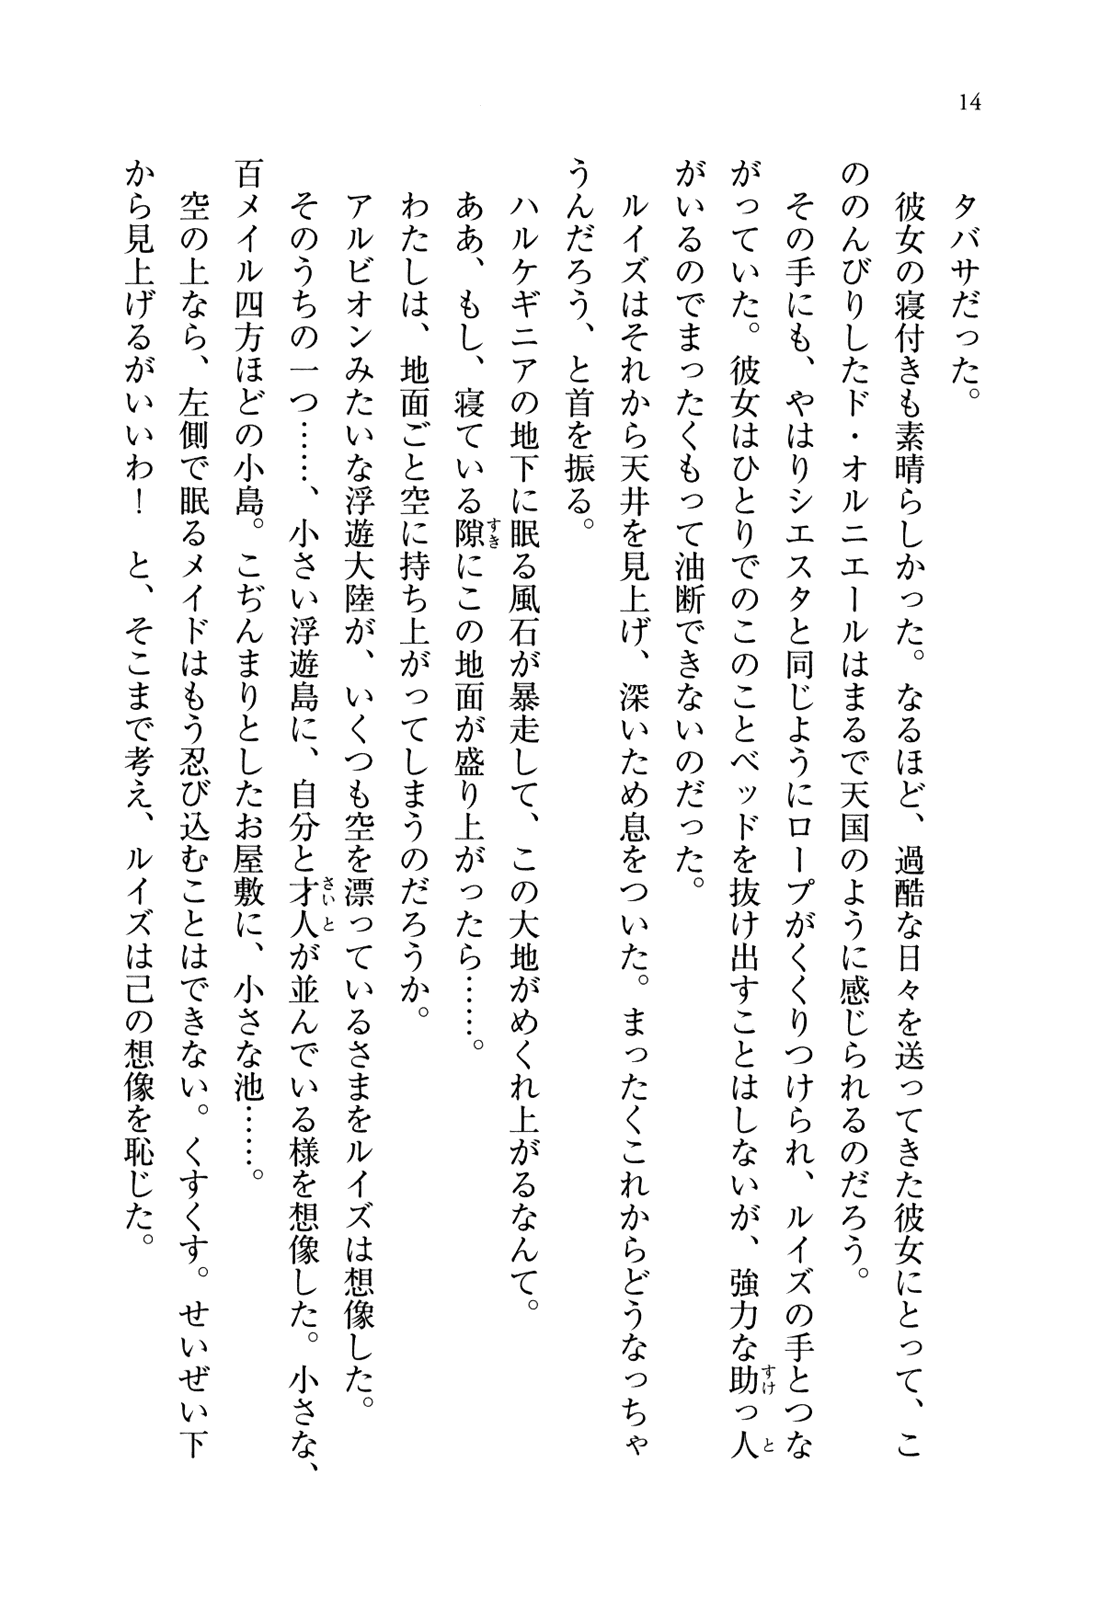 14
タバサだった。
彼女の寝付きも素晴らしかった。なるほど、過酷な日々を送ってきた彼女にとって、こ
ののんびりしたド・オルニエールはまるで天国のように感じられるのだろう。
その手にも、やはりシエスタと同じようにロープがくくりつけられ、ルイズの手とつな
がっていた。彼女はひとりでのこのことベッドを抜け出すことはしないが、強力な助っ人
がいるのでまったくもって油断できないのだった。
ルイズはそれから天井を見上げ、深いため息をついた。まったくこれからどうなっちゃ
うんだろう、と首を振る。
ハルケギニアの地下に眠る風石が暴走して、この大地がめくれ上がるなんて。
ああ、もし、寝ている隙にこの地面が盛り上がったら……。
わたしは、地面ごと空に持ち上がってしまうのだろうか。
アルビオンみたいな浮遊大陸が、いくつも空を漂っているさまをルイズは想像した。
そのうちの一つ……、小さい浮遊島に、自分と才人が並んでいる様を想像した。小さな、
百メイル四方ほどの小島。こぢんまりとしたお屋敷に、小さな池……。
空の上なら、左側で眠るメイドはもう忍び込むことはできない。くすくす。せいぜい下
から見上げるがいいわ！　と、そこまで考え、ルイズは己の想像を恥じた。